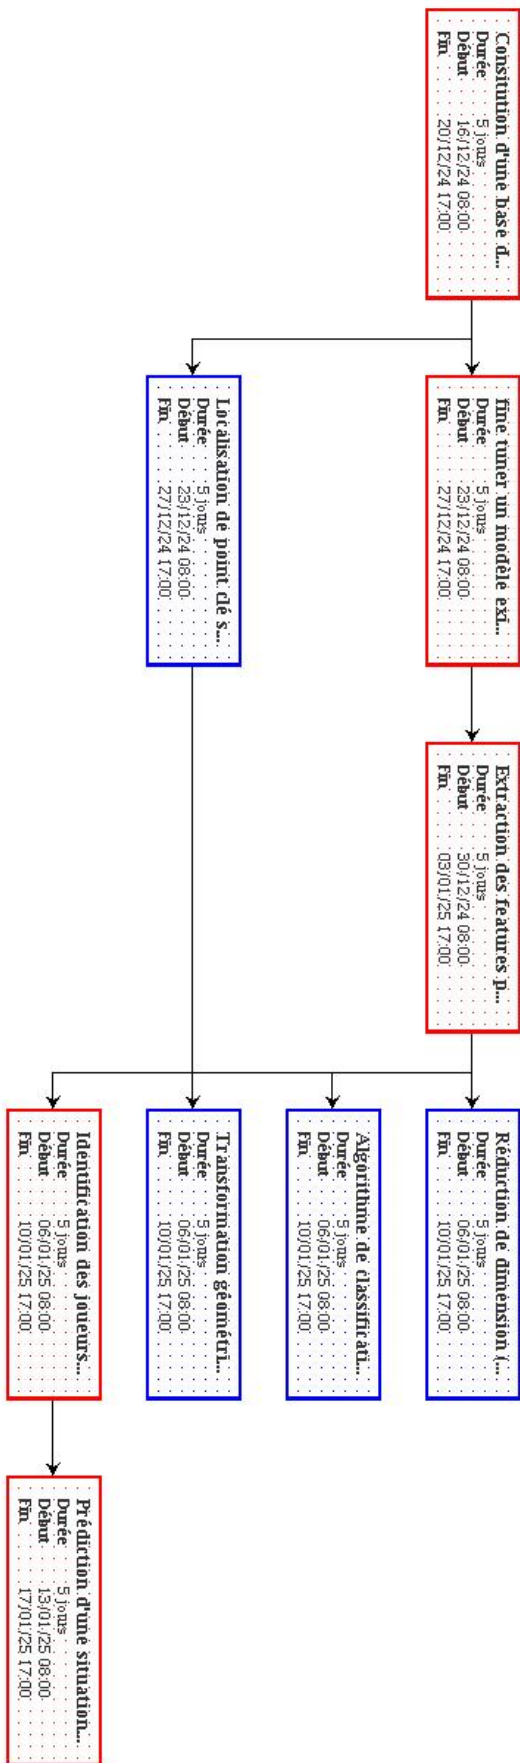 Consitution d'une base d...
Durée 5 jours
Début 16/12/24 08:00
Fin 20/12/24 17:00
fine tuner un modèle exi...
Durée 5 jours
Début 23/12/24 08:00
Fin 27/12/24 17:00
Localisation de point clé s...
Durée 5 jours
Début 23/12/24 08:00
Fin 27/12/24 17:00
Extraction des features p...
Durée 5 jours
Début 30/12/24 08:00
Fin 03/01/25 17:00
Réduction de dimension (...
Durée 5 jours
Début 06/01/25 08:00
Fin 10/01/25 17:00
Algorithme de classificati...
Durée 5 jours
Début 06/01/25 08:00
Fin 10/01/25 17:00
Transformation géométri...
Durée 5 jours
Début 06/01/25 08:00
Fin 10/01/25 17:00
Identification des joueurs...
Durée 5 jours
Début 06/01/25 08:00
Fin 10/01/25 17:00
Prédiction d'une situation...
Durée 5 jours
Début 13/01/25 08:00
Fin 17/01/25 17:00